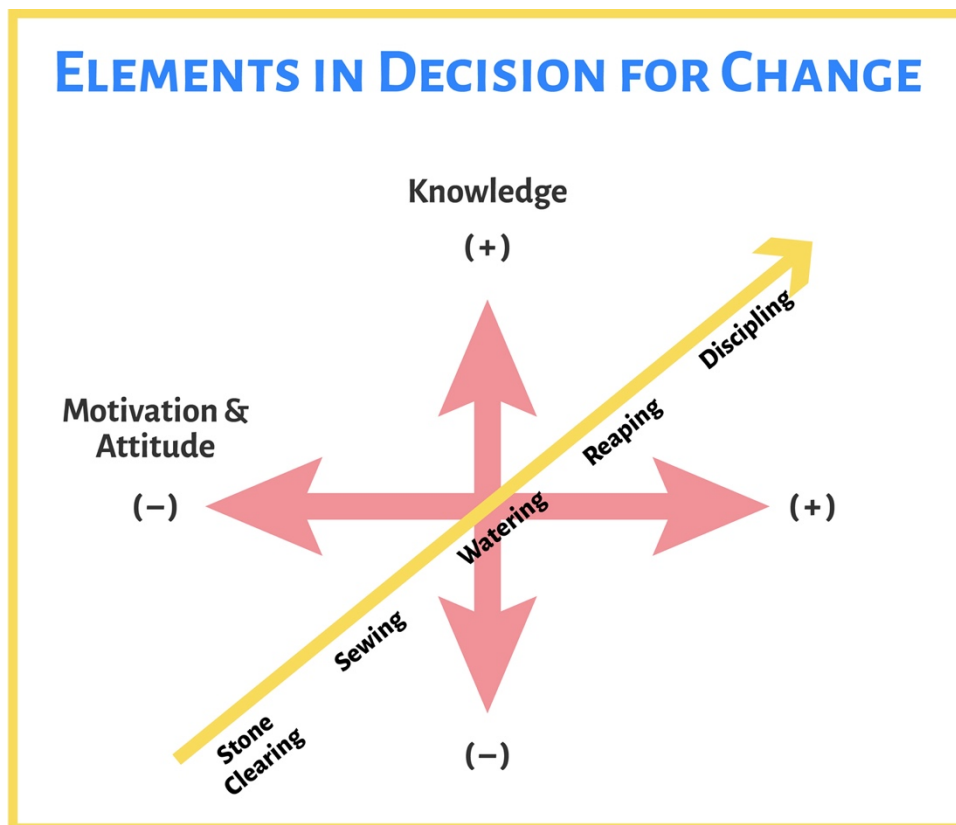 Elements in Decision for Change
Knowledge
(+)
Motivation &
Attitude
(–)
(+)
Discipling
Reaping
Watering
Sewing
Stone
Clearing
(–)